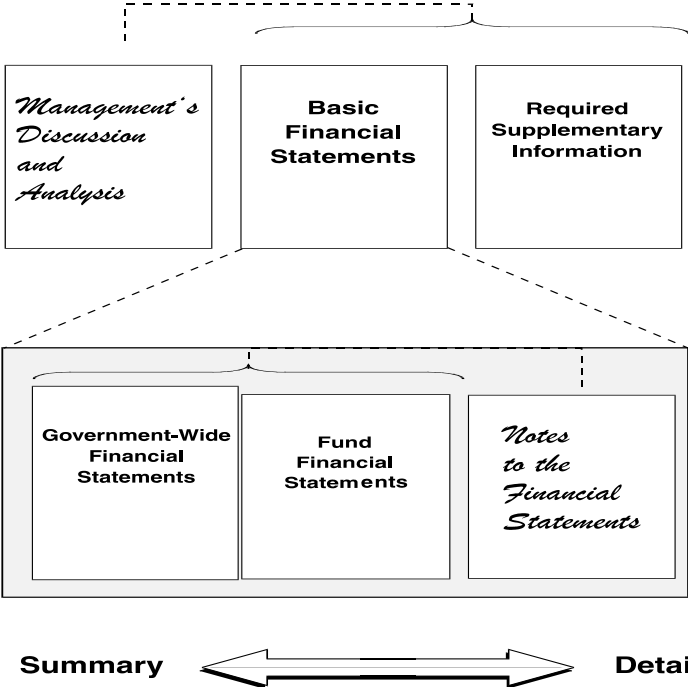 Management's
Discussion
and
Analysis
Basic
Financial
Statements
Required
Supplementary
Information
Government-Wide
Financial
Statements
Fund
Financial
Statements
Notes
to the
Financial
Statements
Summary
Detai